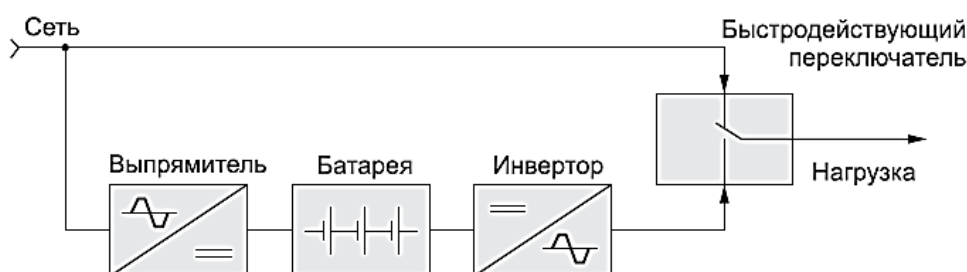 Сеть
Быстродействующий
переключатель
Выпрямитель
Батарея
Инвертор
Нагрузка